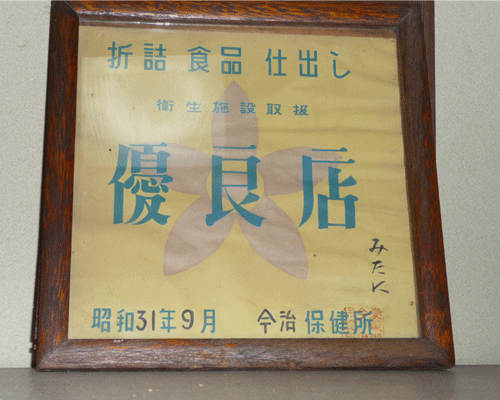 折詰 食品 仕出し
衛生施設取扱
優良店
みたに
昭和31年9月 今治 保健所